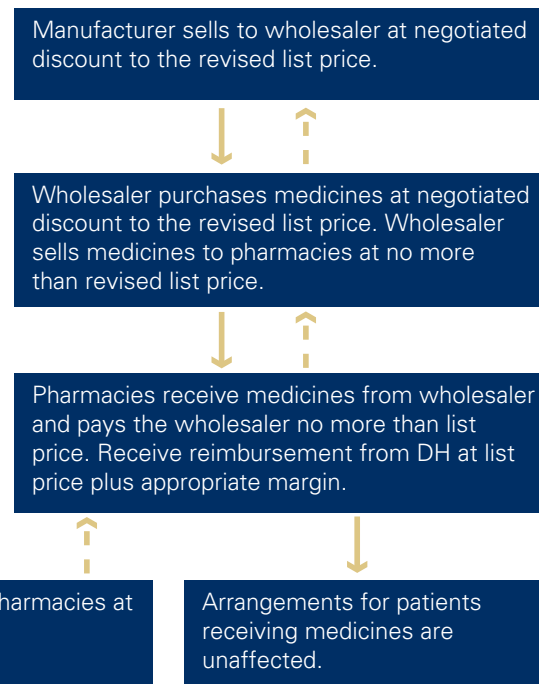 Manufacturer sells to wholesaler at negotiated
discount to the revised list price.
Wholesaler purchases medicines at negotiated
discount to the revised list price. Wholesaler
sells medicines to pharmacies at no more
than revised list price.
Pharmacies receive medicines from wholesaler
and pays the wholesaler no more than list
price. Receive reimbursement from DH at list
price plus appropriate margin.
harmacies at
Arrangements for patients
receiving medicines are
unaffected.